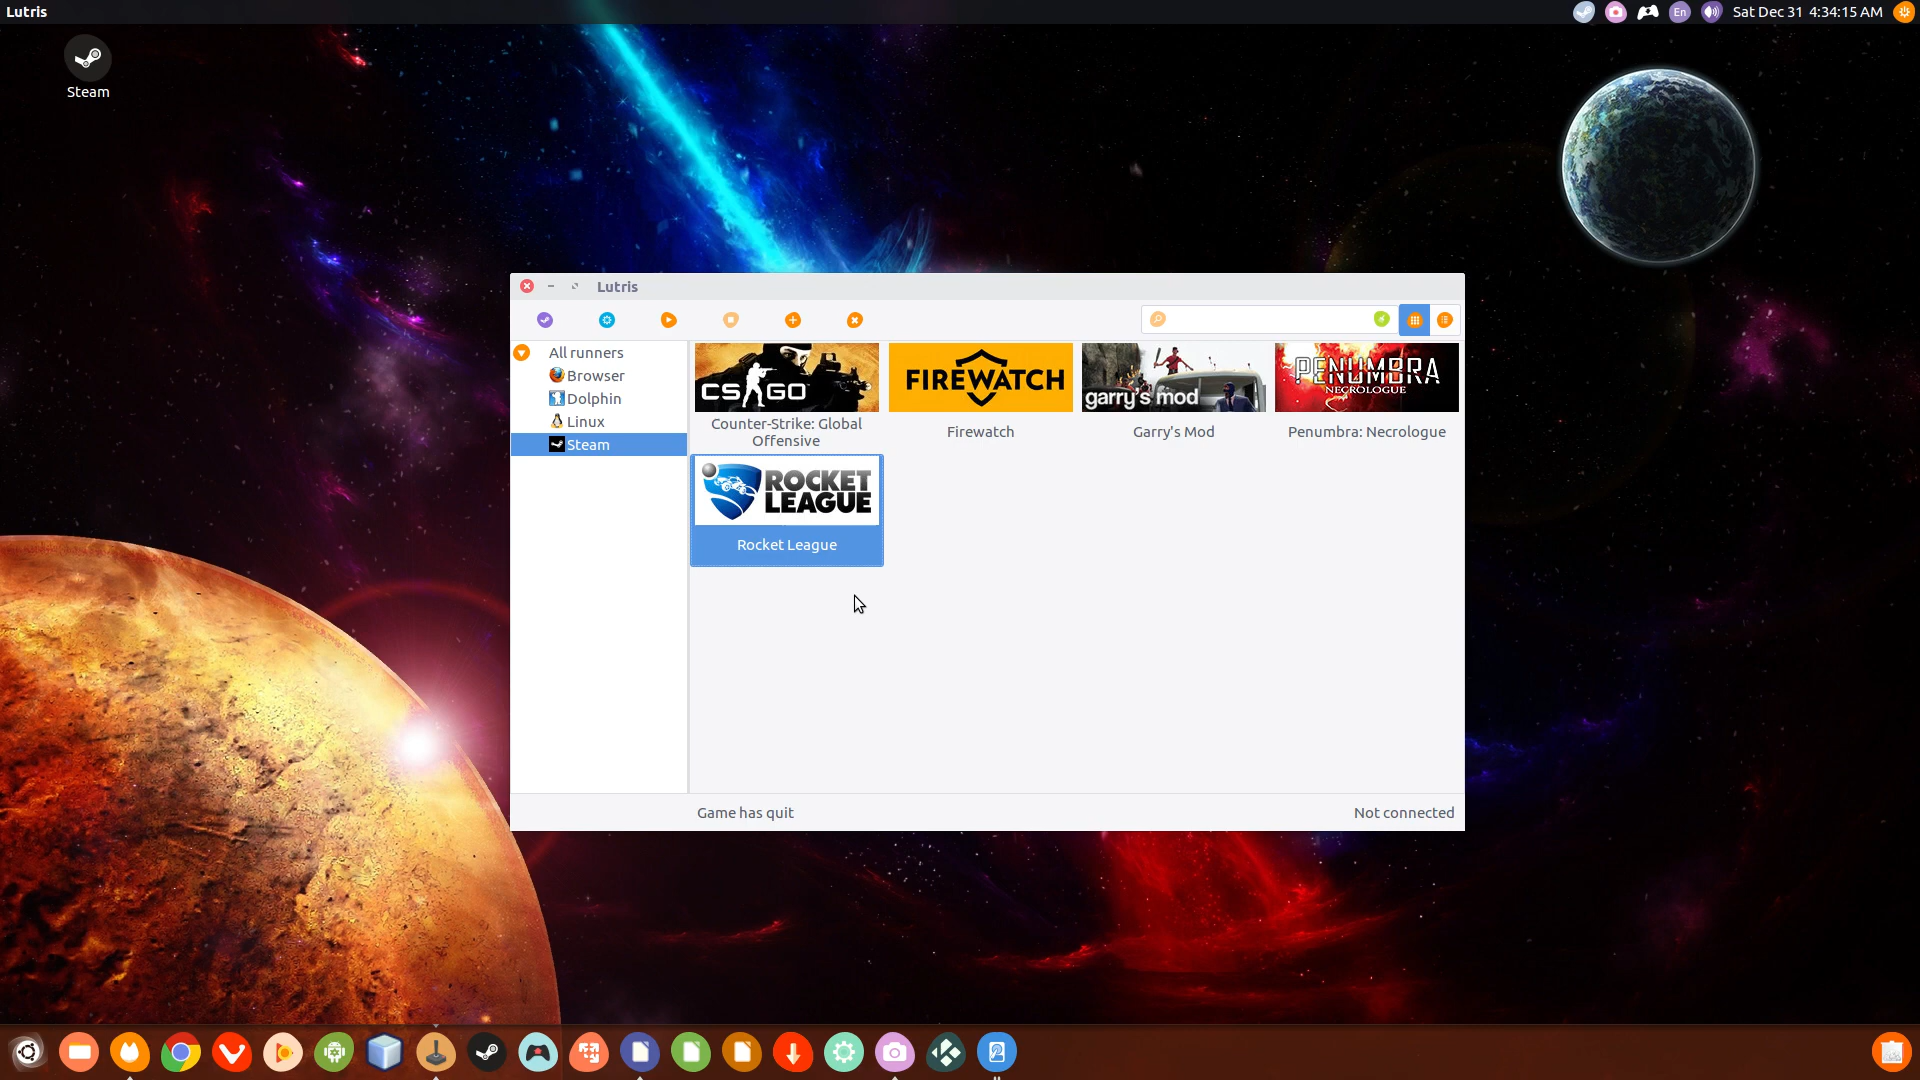 Lutris
En
Sat Dec 31 4:34:15 AM
Steam
Lutris
All runners
Browser
Dolphin
Linux
Steam
CS GO
Counter-Strike: Global
Offensive
FIREWATCH
Firewatch
garry's mod
Garry's Mod
PENUMBRA
NECROLOGUE
Penumbra: Necrologue
ROCKET
LEAGUE
Rocket League
Game has quit
Not connected